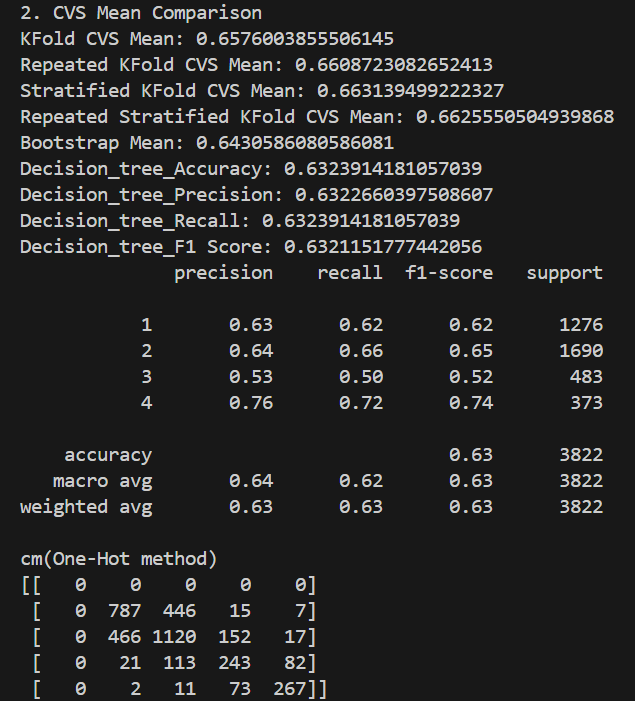 2. CVS Mean Comparison
KFold CVS Mean: 0.6576003855506145
Repeated KFold CVS Mean: 0.6608723082652413
Stratified KFold CVS Mean: 0.663139499222327
Repeated Stratified KFold CVS Mean: 0.6625550504939868
Bootstrap Mean: 0.6430586080586081
Decision_tree_Accuracy: 0.6323914181057039
Decision_tree_Precision: 0.6322660397508607
Decision_tree_Recall: 0.6323914181057039
Decision_tree_F1 Score: 0.6321151777442056
precision recall f1-score support
1 0.63 0.62 0.62 1276
2 0.64 0.66 0.65 1690
3 0.53 0.50 0.52 483
4 0.76 0.72 0.74 373
accuracy 0.63 3822
macro avg 0.64 0.62 0.63 3822
weighted avg 0.63 0.63 0.63 3822
cm(One-Hot method)
[[ 0 0 0 0 0]
[ 0 787 446 15 7]
[ 0 466 1120 152 17]
[ 0 21 113 243 82]
[ 0 2 11 73 267]]